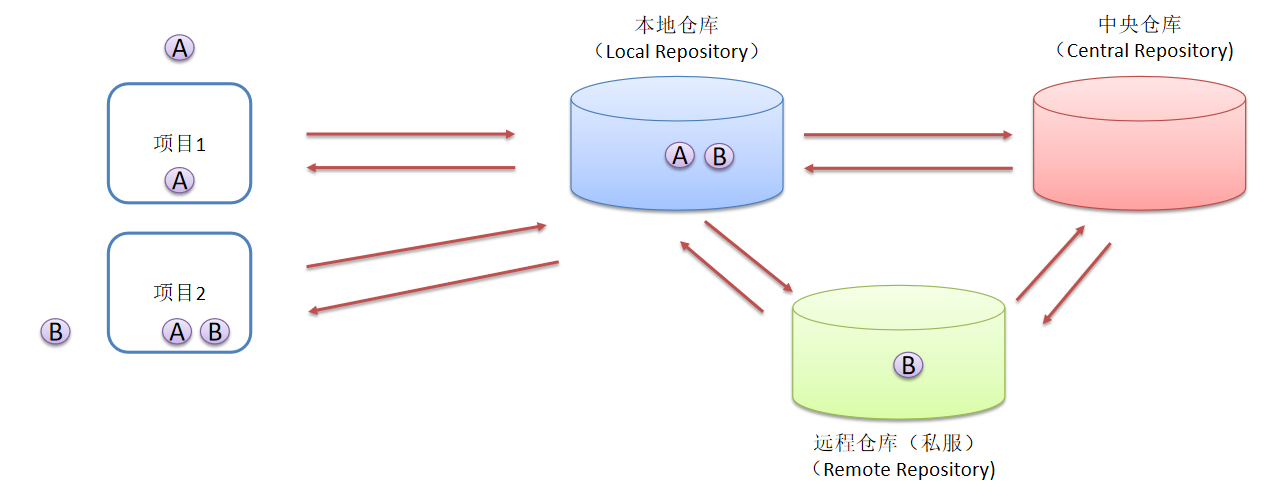 本地仓库
（Local Repository）
中央仓库
（Central Repository)
A
项目1
A
A B
项目2
B
A B
B
远程仓库（私服）
（Remote Repository)